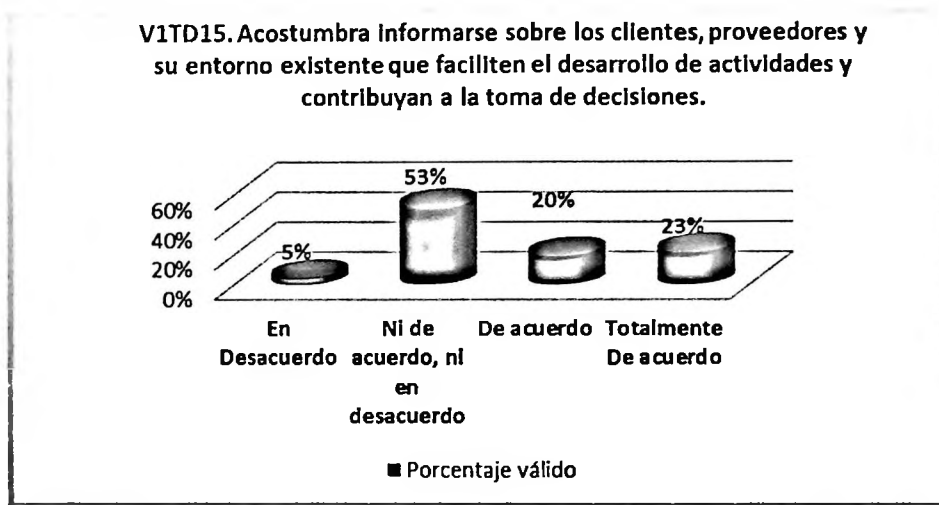 V1TD15. Acostumbra informarse sobre los clientes, proveedores y
su entorno existente que faciliten el desarrollo de actividades y
contribuyan a la toma de decisiones.
53%
20%
23%
5%
60%
40%
20%
0%
En
Desacuerdo
Ni de
acuerdo, ni
en
desacuerdo
De acuerdo
Totalmente
De acuerdo
Porcentaje válido